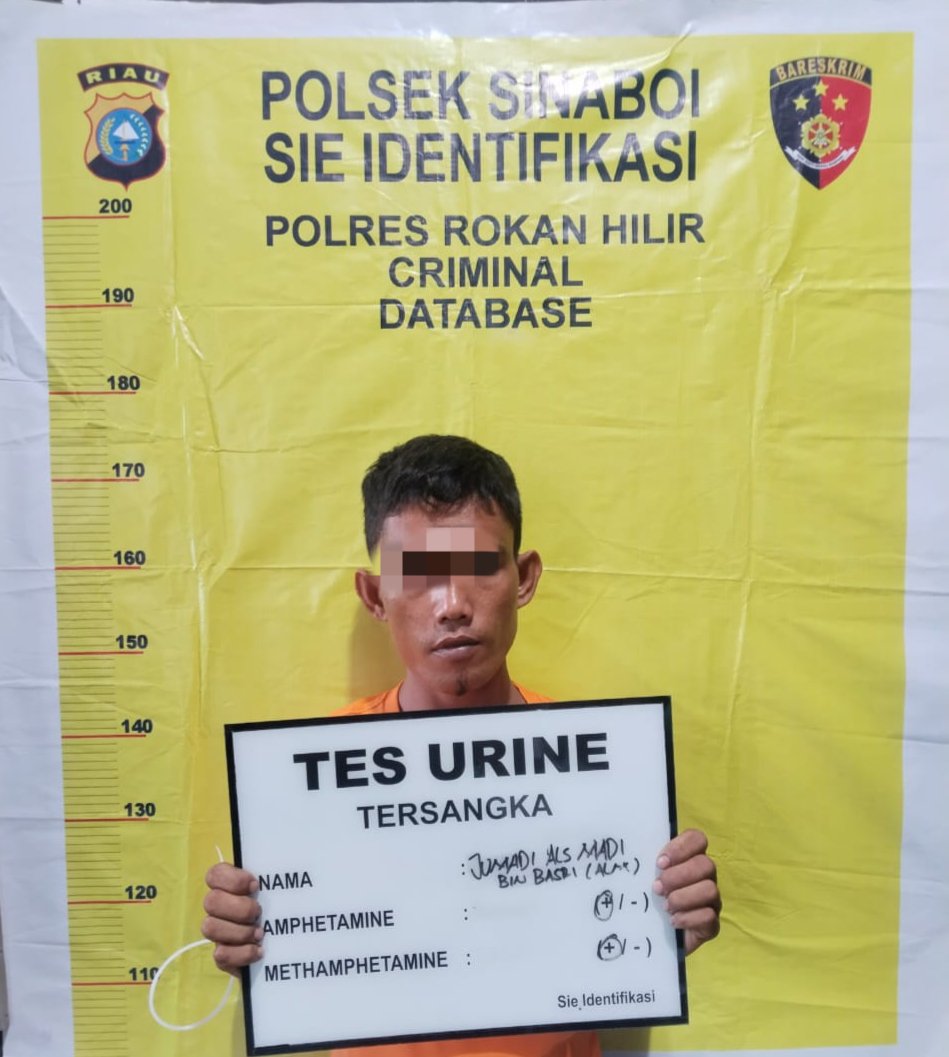 RIAU
BARESKRIM
POLSEK SINABOI
SIE IDENTIFIKASI
POLRES ROKAN HILIR
CRIMINAL
DATABASE
200
190
180
170
160
150
140
130
120
110
TES URINE
TERSANGKA
NAMA : JUMADI ALS MADI
BIN BASRI (ALM)
AMPHETAMINE : (+/-)
METHAMPHETAMINE : (+/-)
Sie.Identifikasi